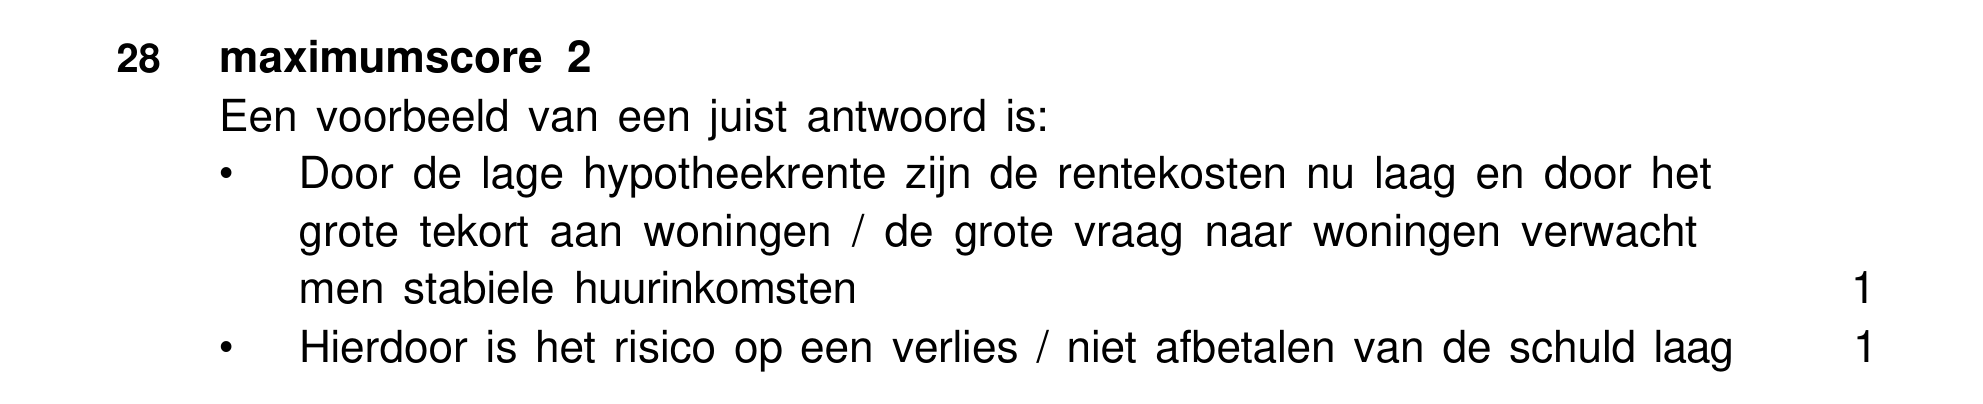 28 maximumscore 2
Een voorbeeld van een juist antwoord is:
• Door de lage hypotheekrente zijn de rentekosten nu laag en door het
grote tekort aan woningen / de grote vraag naar woningen verwacht
men stabiele huurinkomsten 1
• Hierdoor is het risico op een verlies / niet afbetalen van de schuld laag 1